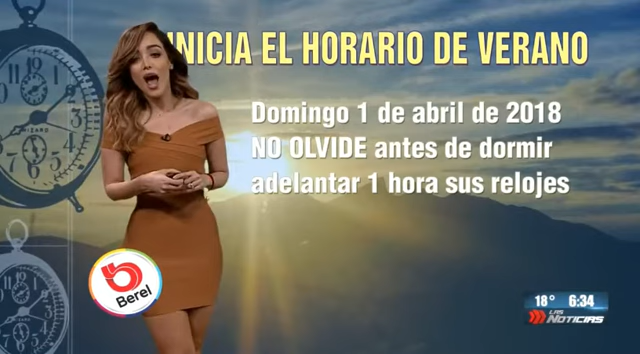 INICIA EL HORARIO DE VERANO
Domingo 1 de abril de 2018
NO OLVIDE antes de dormir
adelantar 1 hora sus relojes
Berel
18° 6:34
LAS
NOTICIAS